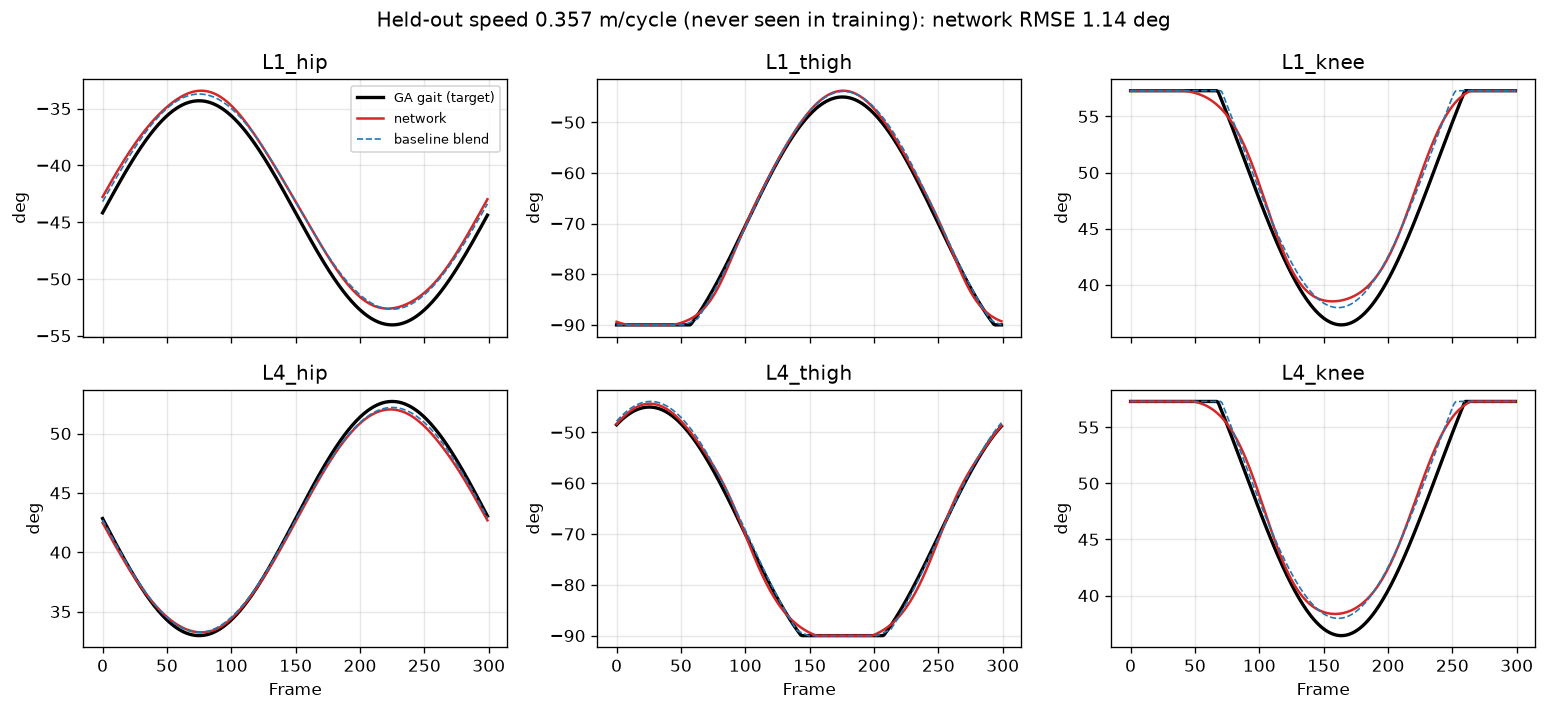 Held-out speed 0.357 m/cycle (never seen in training): network RMSE 1.14 deg
L1_hip
L1_thigh
L1_knee
GA gait (target)
network
baseline blend
−35
−40
−45
−50
−55
deg
−50
−60
−70
−80
−90
deg
55
50
45
40
deg
L4_hip
L4_thigh
L4_knee
50
45
40
35
deg
−50
−60
−70
−80
−90
deg
55
50
45
40
deg
0 50 100 150 200 250 300
0 50 100 150 200 250 300
0 50 100 150 200 250 300
Frame
Frame
Frame